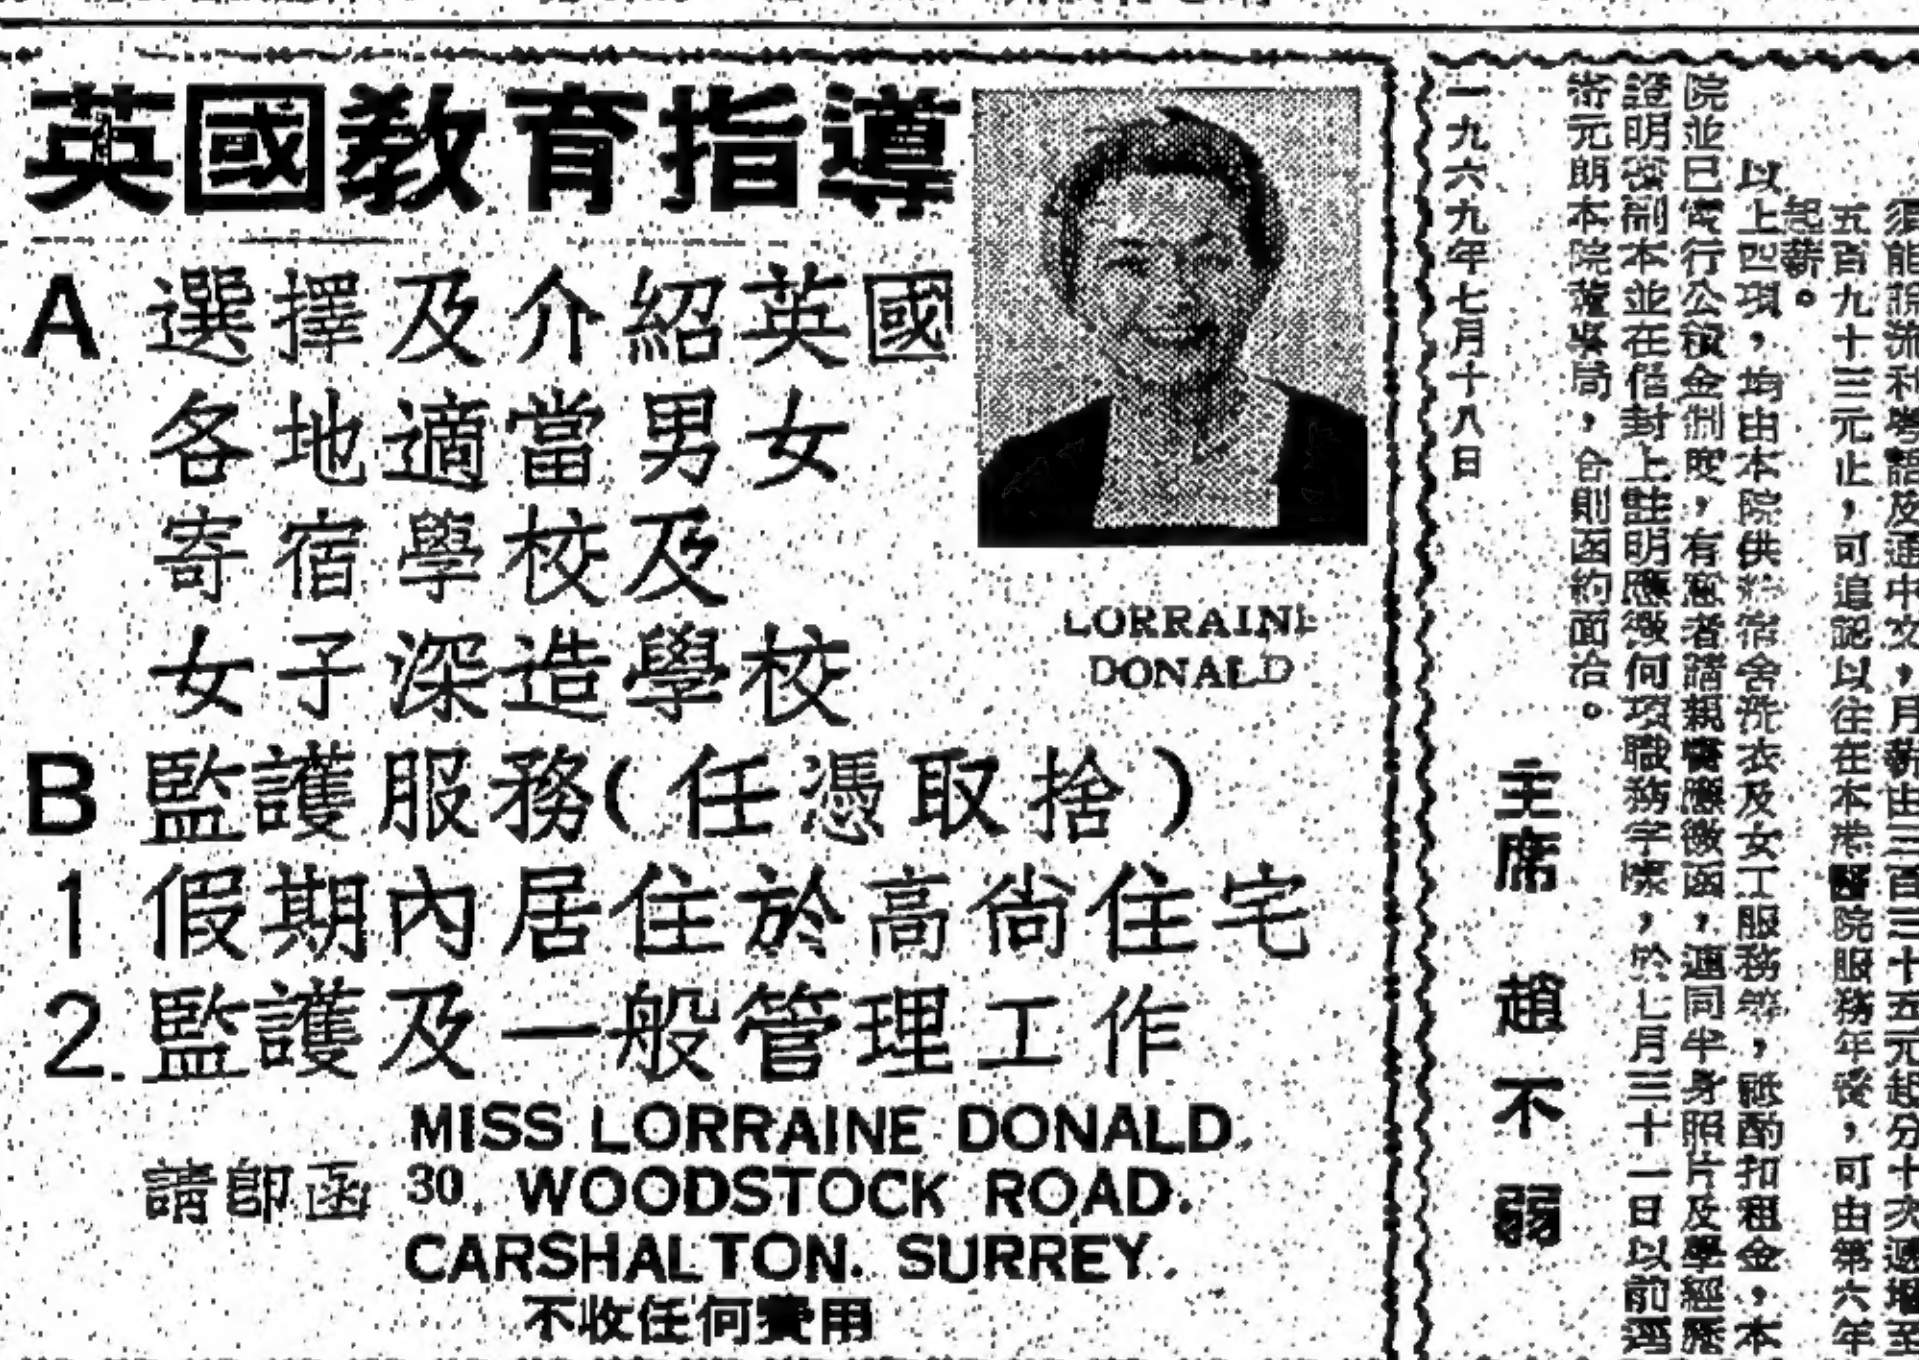 英國教育指導
A 選擇及介紹英國
各地適當男女
寄宿學校及
女子深造學校
B 監護服務(任憑取捨)
1 假期內居住於高尚住宅
2. 監護及一般管理工作
請即函
MISS LORRAINE DONALD.
30. WOODSTOCK ROAD.
CARSHALTON. SURREY.
不收任何費用
LORRAINE
DONALD
須能說流利粵語及通中文，月薪由三百三十五元起分十次遞增至
五百九十三元止，可追認以往在本港醫院服務年資，可由第六年
起薪。
以上四項，均由本院供給宿舍洗衣及女工服務等，祗酌扣租金，本
院並已實行公積金制度，有意者請親書應徵函，連同半身照片及學經歷
證明書副本並在信封上註明應徵何項職務字樣，於七月三十一日以前寄
元朗本院董事局，合則函約面洽。
主席 趙不弱
一九六九年七月十八日